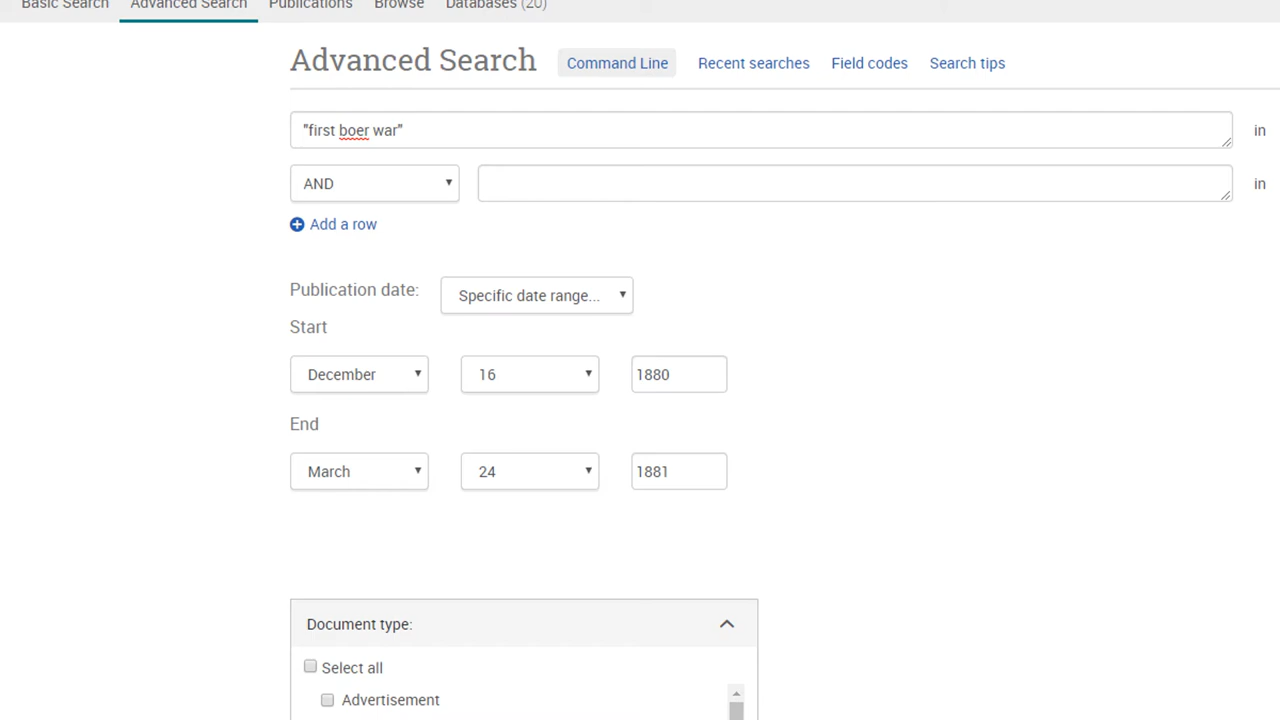 Basic Search Advanced Search Publications Browse Databases (20)
Advanced Search Command Line Recent searches Field codes Search tips
"first boer war" in
AND in
Add a row
Publication date: Specific date range...
Start
December 16 1880
End
March 24 1881
Document type:
Select all
Advertisement